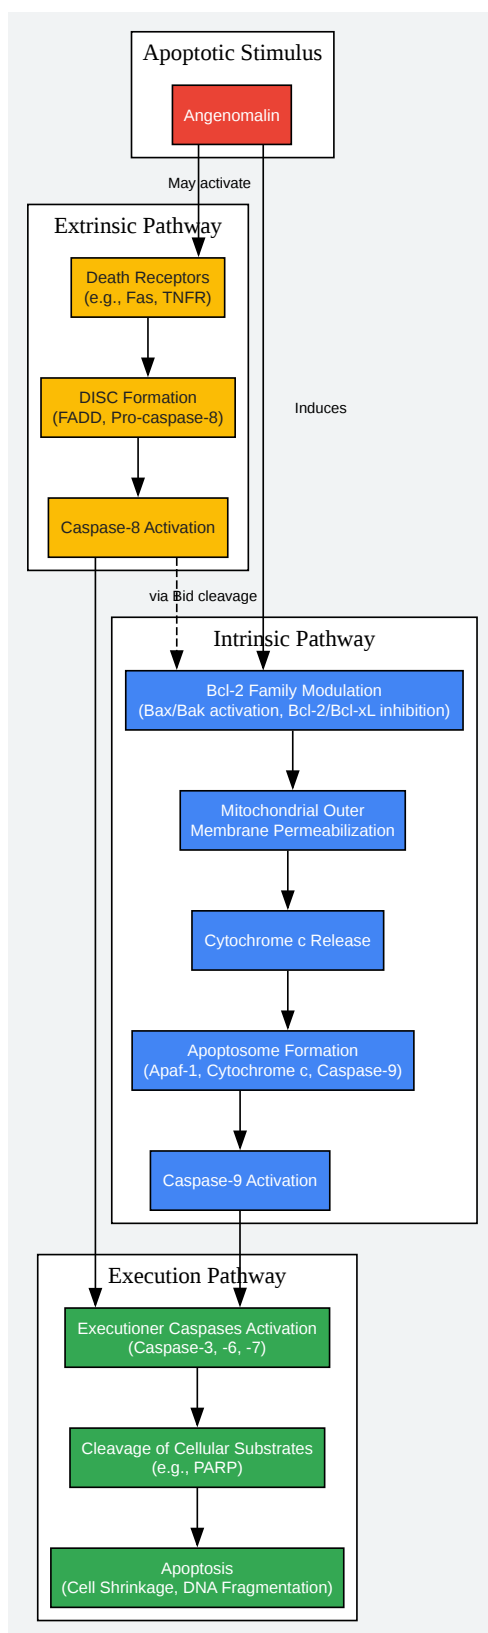 Apoptotic Stimulus
Angenomalin
May activate
Extrinsic Pathway
Death Receptors
(e.g., Fas, TNFR)
DISC Formation
(FADD, Pro-caspase-8)
Induces
Caspase-8 Activation
via Bid cleavage
Intrinsic Pathway
Bcl-2 Family Modulation
(Bax/Bak activation, Bcl-2/Bcl-xL inhibition)
Mitochondrial Outer
Membrane Permeabilization
Cytochrome c Release
Apoptosome Formation
(Apaf-1, Cytochrome c, Caspase-9)
Caspase-9 Activation
Execution Pathway
Executioner Caspases Activation
(Caspase-3, -6, -7)
Cleavage of Cellular Substrates
(e.g., PARP)
Apoptosis
(Cell Shrinkage, DNA Fragmentation)